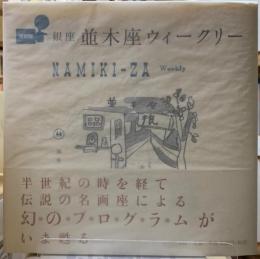 銀座 並木座ウィークリー
NAMIKI-ZA Weekly
半世紀の時を経て
伝説の名画座による
幻のプログラムが
いま甦る